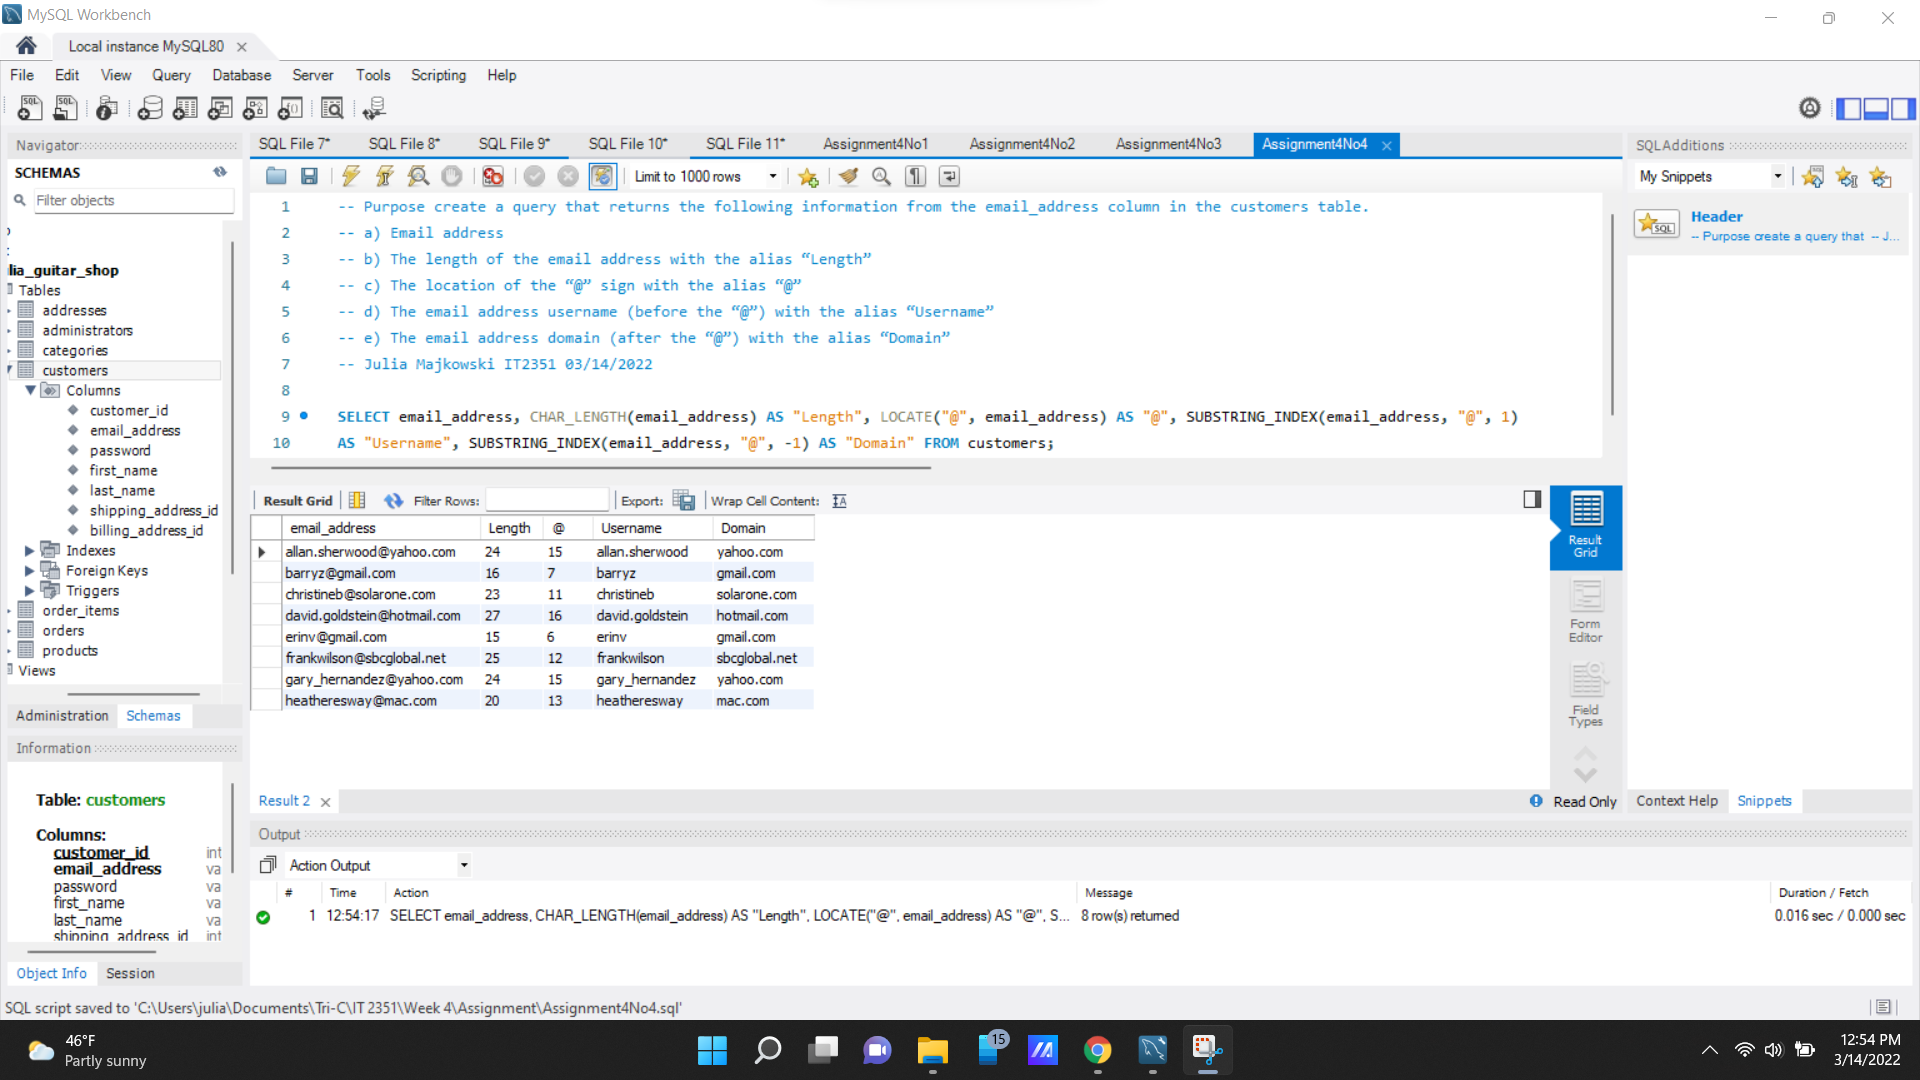 MySQL Workbench
Local instance MySQL80
File Edit View Query Database Server Tools Scripting Help
Navigator
SCHEMAS
Filter objects
lia_guitar_shop
Tables
addresses
administrators
categories
customers
Columns
customer_id
email_address
password
first_name
last_name
shipping_address_id
billing_address_id
Indexes
Foreign Keys
Triggers
order_items
orders
products
Views
Administration Schemas
Information
Table: customers
Columns:
customer_id int
email_address va
password va
first_name va
last_name va
shipping_address_id int
Object Info Session
SQL File 7* SQL File 8* SQL File 9* SQL File 10* SQL File 11* Assignment4No1 Assignment4No2 Assignment4No3 Assignment4No4
Limit to 1000 rows
1 -- Purpose create a query that returns the following information from the email_address column in the customers table.
2 -- a) Email address
3 -- b) The length of the email address with the alias “Length”
4 -- c) The location of the “@” sign with the alias “@”
5 -- d) The email address username (before the “@”) with the alias “Username”
6 -- e) The email address domain (after the “@”) with the alias “Domain”
7 -- Julia Majkowski IT2351 03/14/2022
8
9 SELECT email_address, CHAR_LENGTH(email_address) AS "Length", LOCATE("@", email_address) AS "@", SUBSTRING_INDEX(email_address, "@", 1)
10 AS "Username", SUBSTRING_INDEX(email_address, "@", -1) AS "Domain" FROM customers;
Result Grid Filter Rows: Export: Wrap Cell Content:
email_address Length @ Username Domain
allan.sherwood@yahoo.com 24 15 allan.sherwood yahoo.com
barryz@gmail.com 16 7 barryz gmail.com
christineb@solarone.com 23 11 christineb solarone.com
david.goldstein@hotmail.com 27 16 david.goldstein hotmail.com
erinv@gmail.com 15 6 erinv gmail.com
frankwilson@sbcglobal.net 25 12 frankwilson sbcglobal.net
gary_hernandez@yahoo.com 24 15 gary_hernandez yahoo.com
heatheresway@mac.com 20 13 heatheresway mac.com
Result Grid
Form Editor
Field Types
Result 2
Read Only
Output
Action Output
# Time Action Message Duration / Fetch
1 12:54:17 SELECT email_address, CHAR_LENGTH(email_address) AS "Length", LOCATE("@", email_address) AS "@", S... 8 row(s) returned 0.016 sec / 0.000 sec
SQLAdditions
My Snippets
Header
-- Purpose create a query that -- J...
Context Help Snippets
SQL script saved to 'C:\Users\julia\Documents\Tri-C\IT 2351\Week 4\Assignment\Assignment4No4.sql'
46°F
Partly sunny
15
12:54 PM
3/14/2022